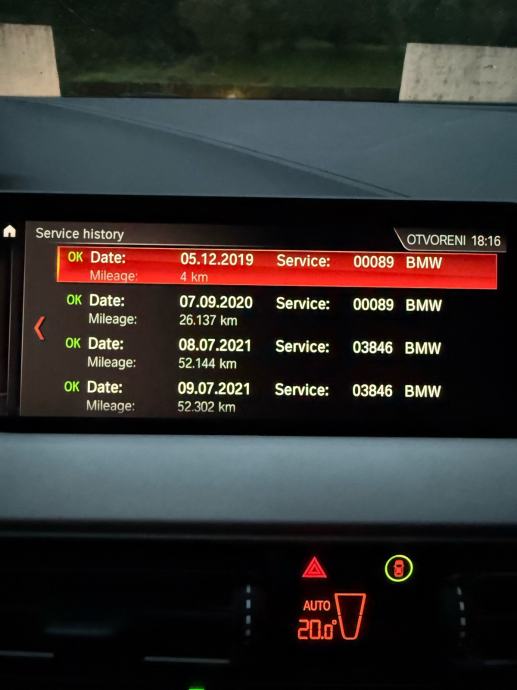 Service history
OTVORENI 18:16
OK Date: 05.12.2019 Service: 00089 BMW
Mileage: 4 km
OK Date: 07.09.2020 Service: 00089 BMW
Mileage: 26.137 km
OK Date: 08.07.2021 Service: 03846 BMW
Mileage: 52.144 km
OK Date: 09.07.2021 Service: 03846 BMW
Mileage: 52.302 km
AUTO
20.0°